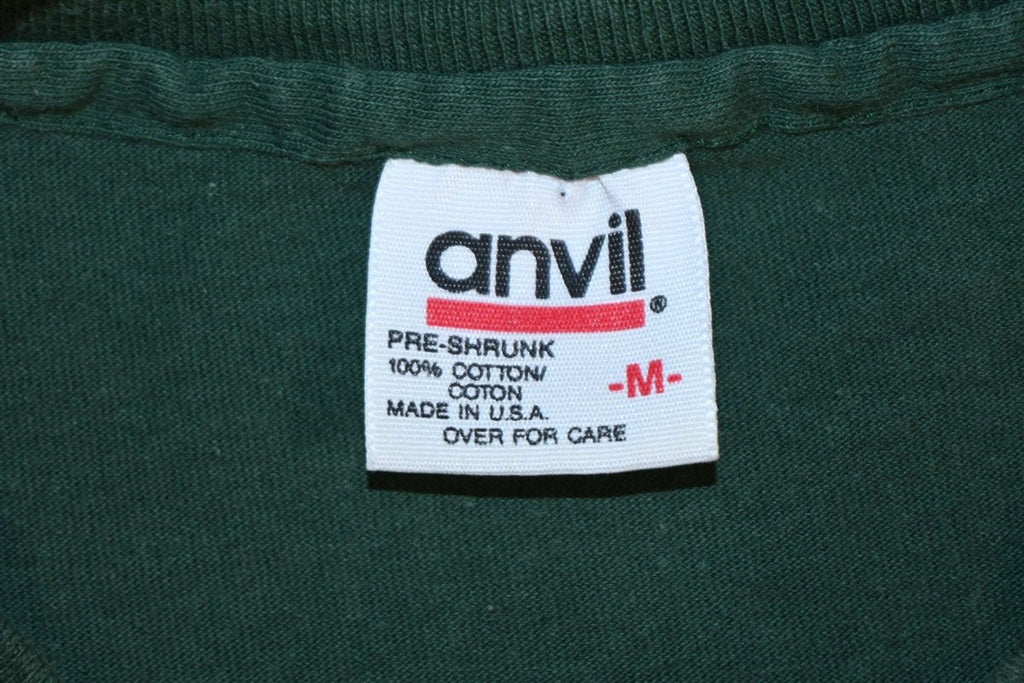 anvil®
PRE-SHRUNK
100% COTTON/
COTON
-M-
MADE IN U.S.A.
OVER FOR CARE